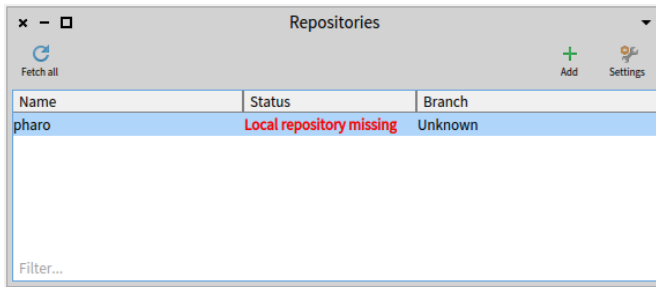 Repositories
Fetch all
Add Settings
Name Status Branch
pharo Local repository missing Unknown
Filter...